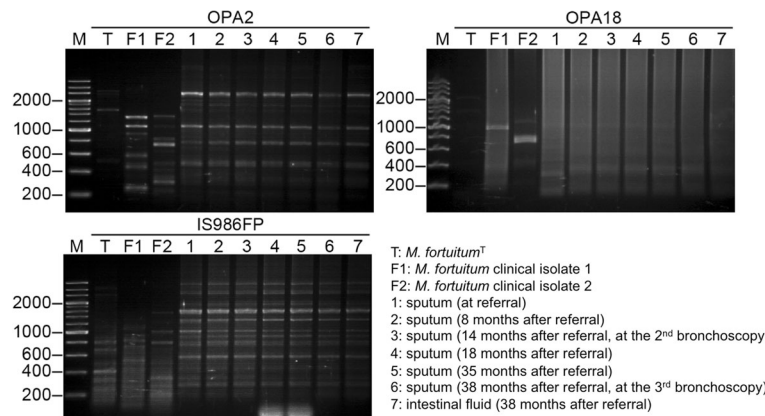 OPA2
M T F1 F2 1 2 3 4 5 6 7
2000
1000
600
400
200
OPA18
M T F1 F2 1 2 3 4 5 6 7
2000
1000
600
400
200
IS986FP
M T F1 F2 1 2 3 4 5 6 7
2000
1000
600
400
200
T: M. fortuitumᵀ
F1: M. fortuitum clinical isolate 1
F2: M. fortuitum clinical isolate 2
1: sputum (at referral)
2: sputum (8 months after referral)
3: sputum (14 months after referral, at the 2nd bronchoscopy
4: sputum (18 months after referral)
5: sputum (35 months after referral)
6: sputum (38 months after referral, at the 3rd bronchoscopy)
7: intestinal fluid (38 months after referral)